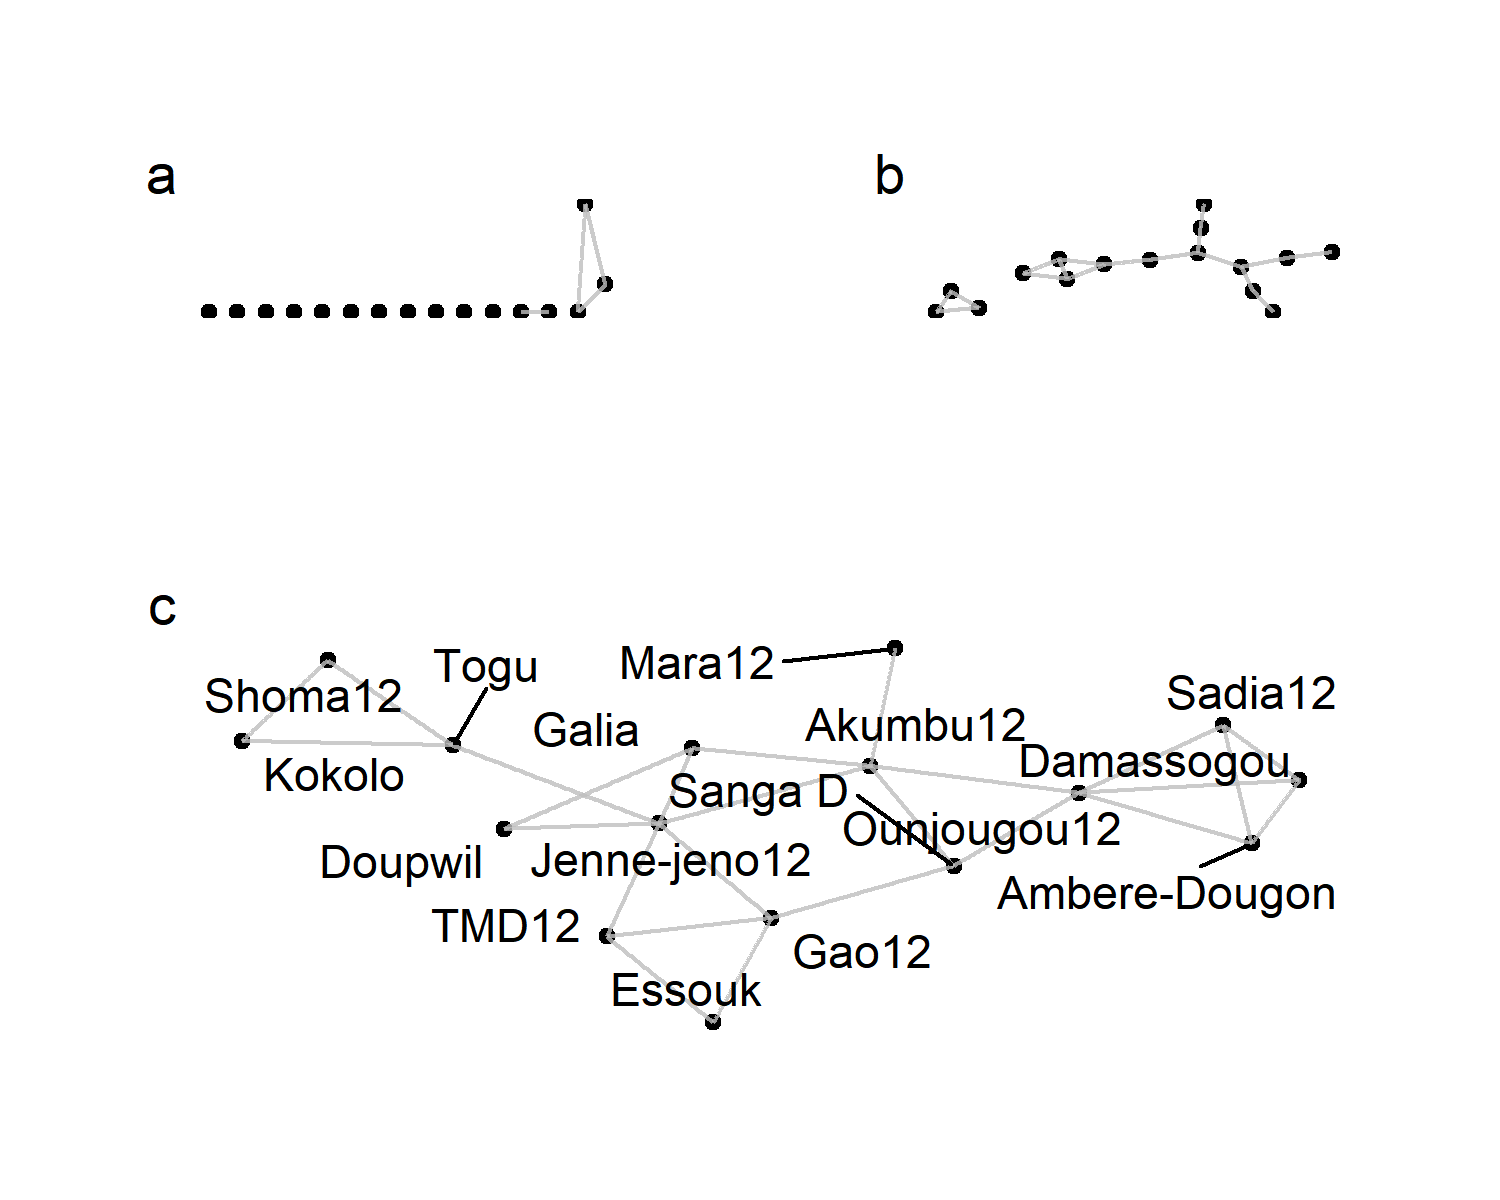 a
b
c
Togu
Mara12
Shoma12
Sadia12
Galia
Akumbu12
Kokolo
Damassogou
Sanga D
Ounjougou12
Doupwil
Jenne-jeno12
Ambere-Dougon
TMD12
Gao12
Essouk